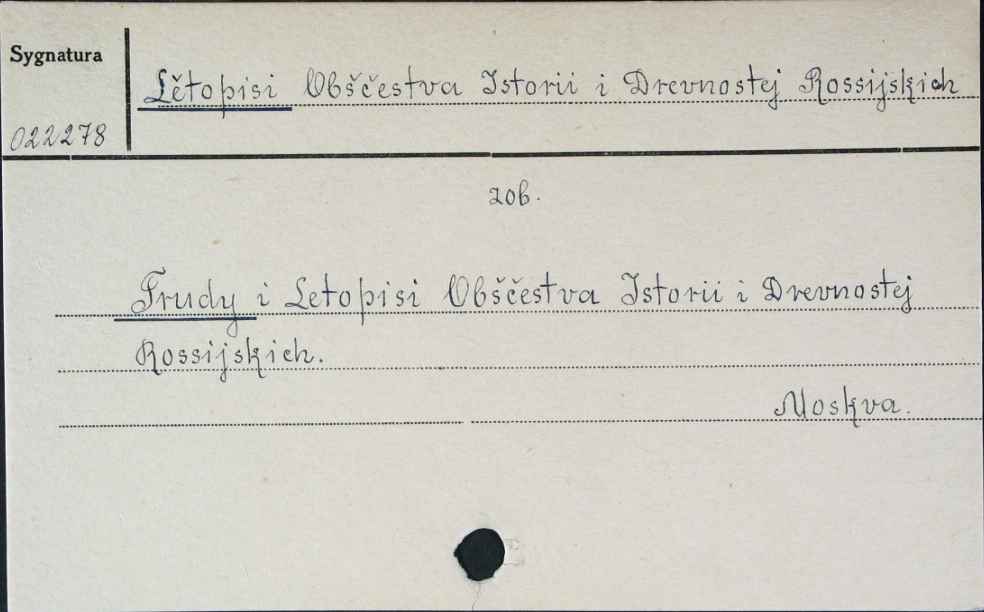 Sygnatura
Lětopisi Obščestva Istorii i Drevnostej Rossijskich
022278
zob.
Trudy i Letopisi Obščestva Istorii i Drevnostej
Rossijskich.
Moskva.